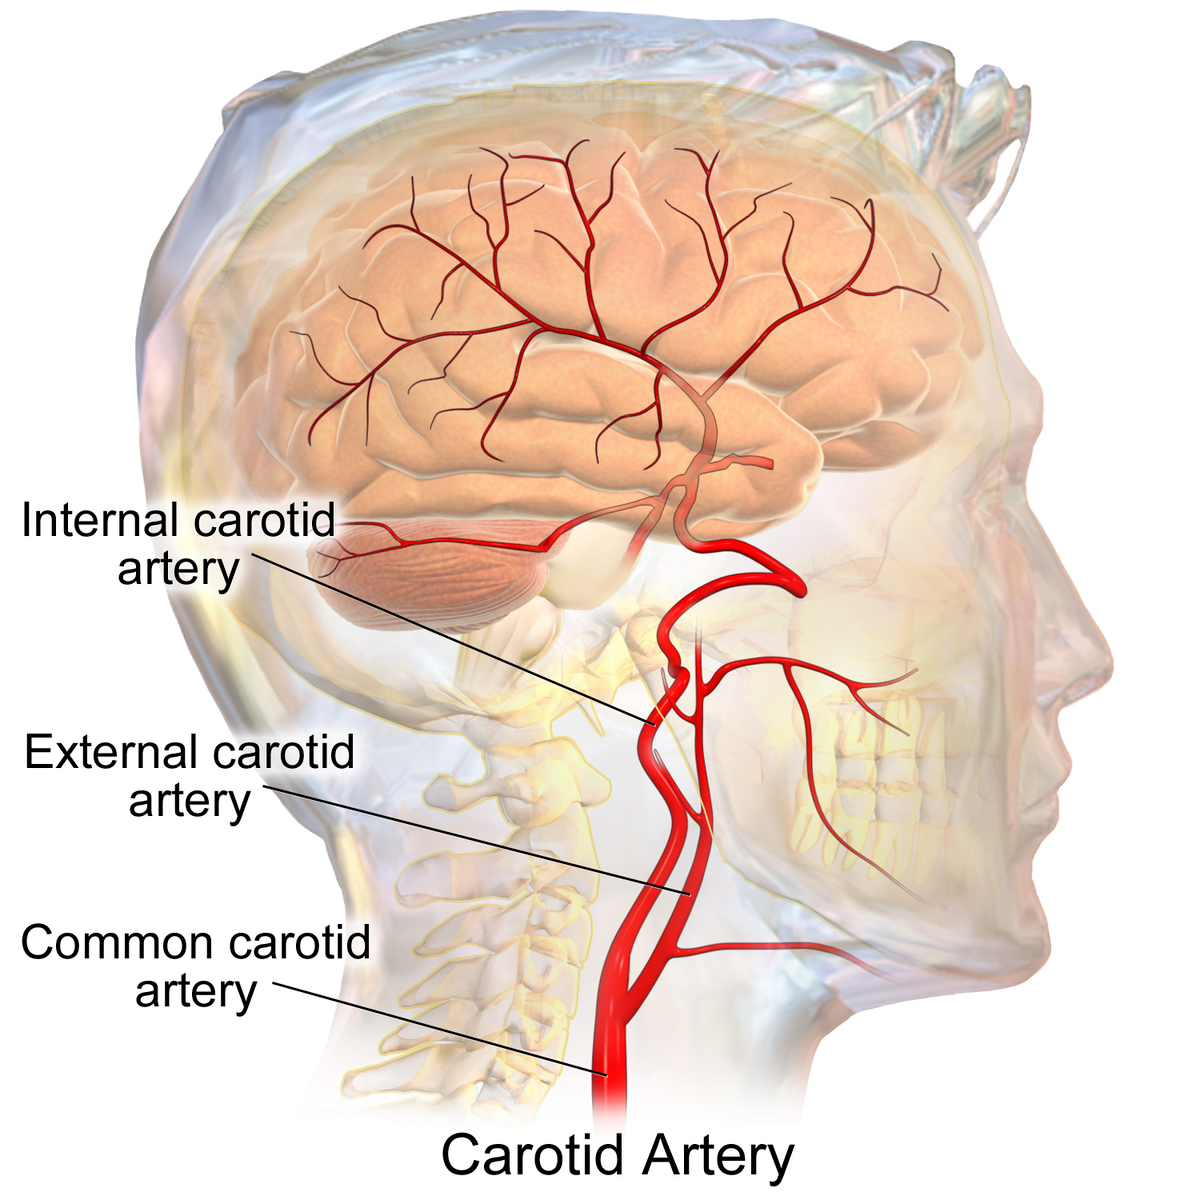 Internal carotid
artery
External carotid
artery
Common carotid
artery
Carotid Artery